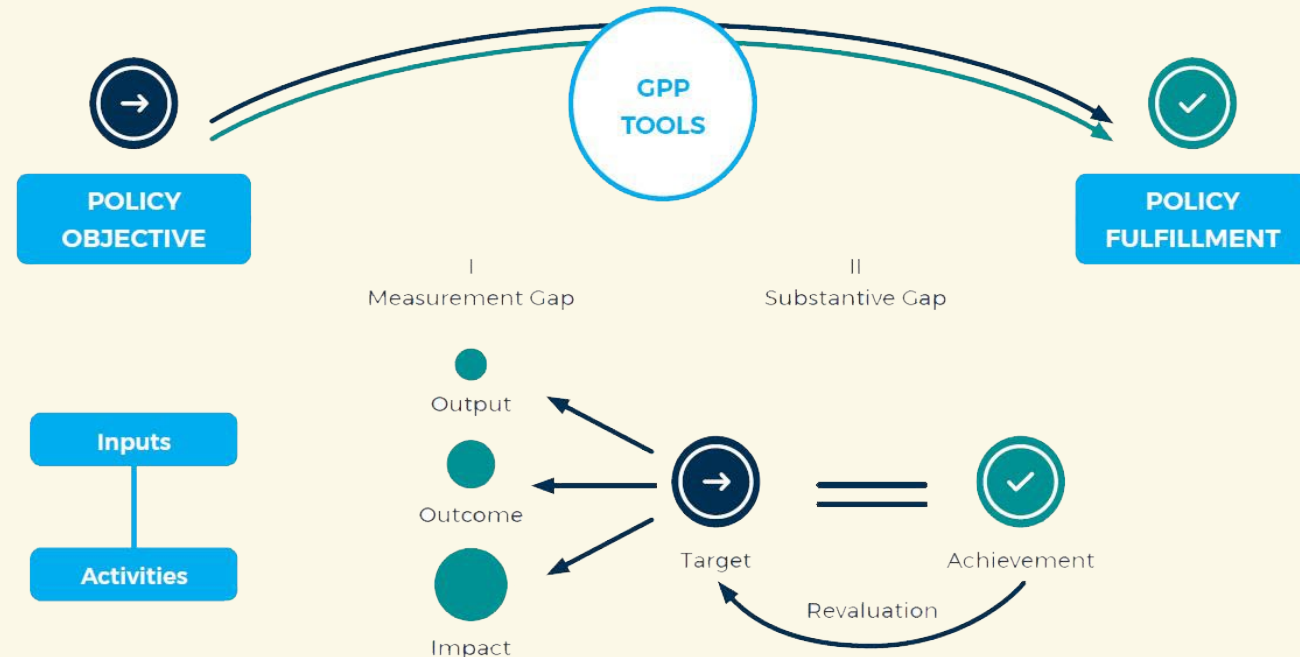 GPP
TOOLS
POLICY
OBJECTIVE
POLICY
FULFILLMENT
I
Measurement Gap
II
Substantive Gap
Output
Inputs
Outcome
Target
Achievement
Activities
Revaluation
Impact